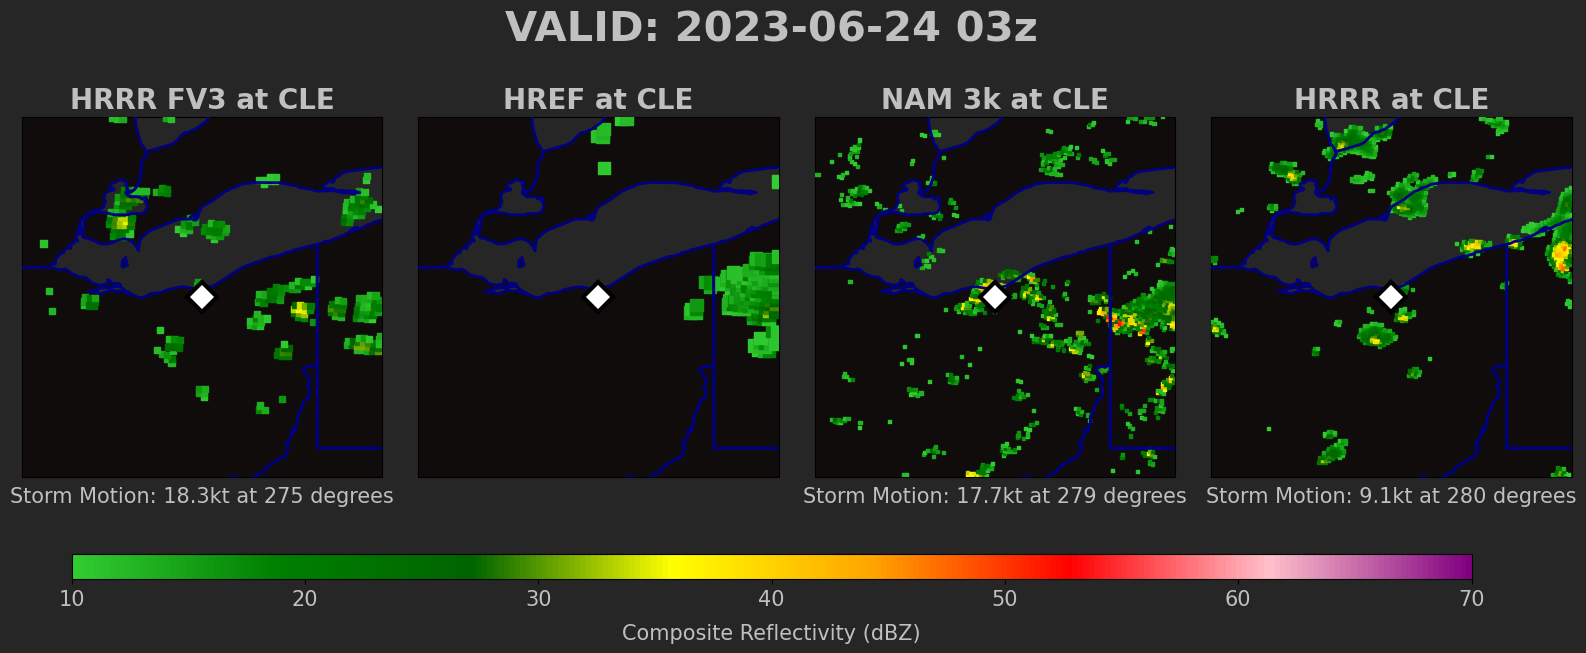 VALID: 2023-06-24 03z
HRRR FV3 at CLE
HREF at CLE
NAM 3k at CLE
HRRR at CLE
Storm Motion: 18.3kt at 275 degrees
Storm Motion: 17.7kt at 279 degrees
Storm Motion: 9.1kt at 280 degrees
10 20 30 40 50 60 70
Composite Reflectivity (dBZ)